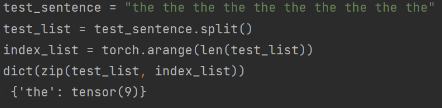 test_sentence = "the the the the the the the the the the"
test_list = test_sentence.split()
index_list = torch.arange(len(test_list))
dict(zip(test_list, index_list))
{'the': tensor(9)}